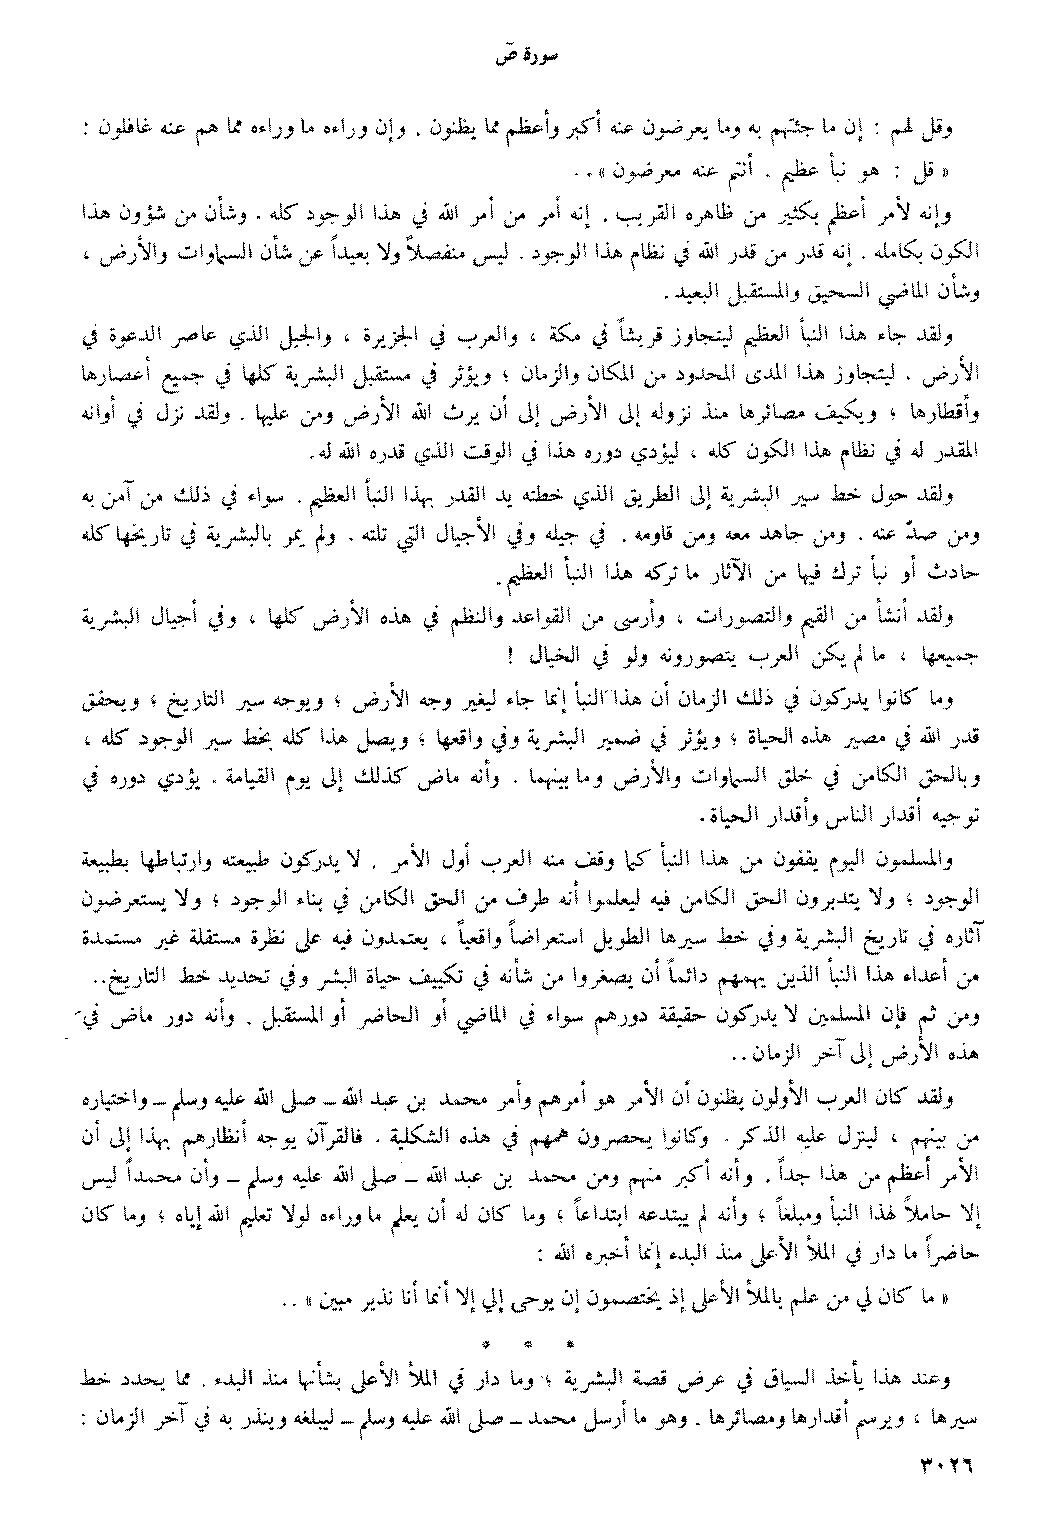 سورة صٓ
وقل لهم : إن ما جئتهم به وما يعرضون عنه أكبر وأعظم مما يظنون . وإن وراءه ما وراءه مما هم عنه غافلون :
« قل : هو نبأ عظيم . أنتم عنه معرضون » . .
وإنه لأمر أعظم بكثير من ظاهره القريب . إنه أمر من أمر الله في هذا الوجود كله . وشأن من شؤون هذا
الكون بكامله . إنه قدر من قدر الله في نظام هذا الوجود . ليس منفصلاً ولا بعيداً عن شأن السماوات والأرض ،
وشأن الماضي السحيق والمستقبل البعيد .
ولقد جاء هذا النبأ العظيم ليتجاوز قريشاً في مكة ، والعرب في الجزيرة ، والجيل الذي عاصر الدعوة في
الأرض . ليتجاوز هذا المدى المحدود من المكان والزمان ؛ ويؤثر في مستقبل البشرية كلها في جميع أعصارها
وأقطارها ؛ ويكيف مصائرها منذ نزوله إلى الأرض إلى أن يرث الله الأرض ومن عليها . ولقد نزل في أوانه
المقدر له في نظام هذا الكون كله ، ليؤدي دوره هذا في الوقت الذي قدره الله له .
ولقد حول خط سير البشرية إلى الطريق الذي خطته يد القدر بهذا النبأ العظيم . سواء في ذلك من آمن به
ومن صدّ عنه . ومن جاهد معه ومن قاومه . في جيله وفي الأجيال التي تلته . ولم يمر بالبشرية في تاريخها كله
حادث أو نبأ ترك فيها من الآثار ما تركه هذا النبأ العظيم .
ولقد أنشأ من القيم والتصورات ، وأرسى من القواعد والنظم في هذه الأرض كلها ، وفي أجيال البشرية
جميعها ، ما لم يكن العرب يتصورونه ولو في الخيال !
وما كانوا يدركون في ذلك الزمان أن هذا النبأ إنما جاء ليغير وجه الأرض ؛ ويوجه سير التاريخ ؛ ويحقق
قدر الله في مصير هذه الحياة ؛ ويؤثر في ضمير البشرية وفي واقعها ؛ ويصل هذا كله بخط سير الوجود كله ،
وبالحق الكامن في خلق السماوات والأرض وما بينهما . وأنه ماض كذلك إلى يوم القيامة . يؤدي دوره في
توجيه أقدار الناس وأقدار الحياة .
والمسلمون اليوم يقفون من هذا النبأ كما وقف منه العرب أول الأمر . لا يدركون طبيعته وارتباطها بطبيعة
الوجود ؛ ولا يتدبرون الحق الكامن فيه ليعلموا أنه طرف من الحق الكامن في بناء الوجود ؛ ولا يستعرضون
آثاره في تاريخ البشرية وفي خط سيرها الطويل استعراضاً واقعياً ، يعتمدون فيه على نظرة مستقلة غير مستمدة
من أعداء هذا النبأ الذين يهمهم دائماً أن يصغروا من شأنه في تكييف حياة البشر وفي تحديد خط التاريخ . .
ومن ثم فإن المسلمين لا يدركون حقيقة دورهم سواء في الماضي أو الحاضر أو المستقبل . وأنه دور ماض في
هذه الأرض إلى آخر الزمان . .
ولقد كان العرب الأولون يظنون أن الأمر هو أمرهم وأمر محمد بن عبد الله ــ صلى الله عليه وسلم ــ واختياره
من بينهم ، لينزل عليه الذكر . وكانوا يحصرون همهم في هذه الشكلية . فالقرآن يوجه أنظارهم بهذا إلى أن
الأمر أعظم من هذا جداً . وأنه أكبر منهم ومن محمد بن عبد الله ــ صلى الله عليه وسلم ــ وأن محمداً ليس
إلا حاملاً لهذا النبأ ومبلغاً ؛ وأنه لم يبتدعه ابتداعاً ؛ وما كان له أن يعلم ما وراءه لولا تعليم الله إياه ؛ وما كان
حاضراً ما دار في الملأ الأعلى منذ البدء إنما أخبره الله :
« ما كان لي من علم بالملأ الأعلى إذ يختصمون إن يوحى إلي إلا أنما أنا نذير مبين » . .
* * *
وعند هذا يأخذ السياق في عرض قصة البشرية ؛ وما دار في الملأ الأعلى بشأنها منذ البدء . مما يحدد خط
سيرها ، ويرسم أقدارها ومصائرها . وهو ما أرسل محمد ــ صلى الله عليه وسلم ــ ليبلغه وينذر به في آخر الزمان :
٣٠٢٦